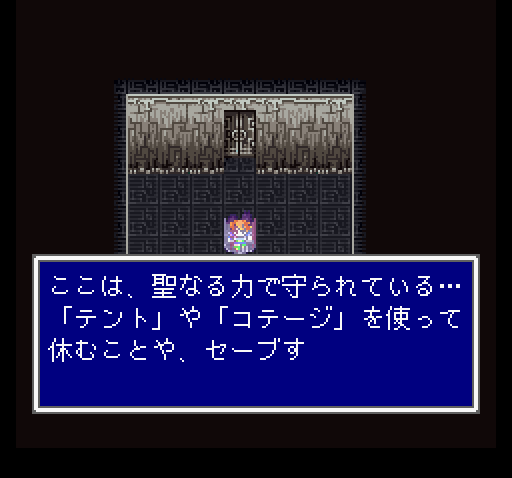 ここは、聖なる力で守られている…
「テント」や「コテージ」を使って
休むことや、セーブす